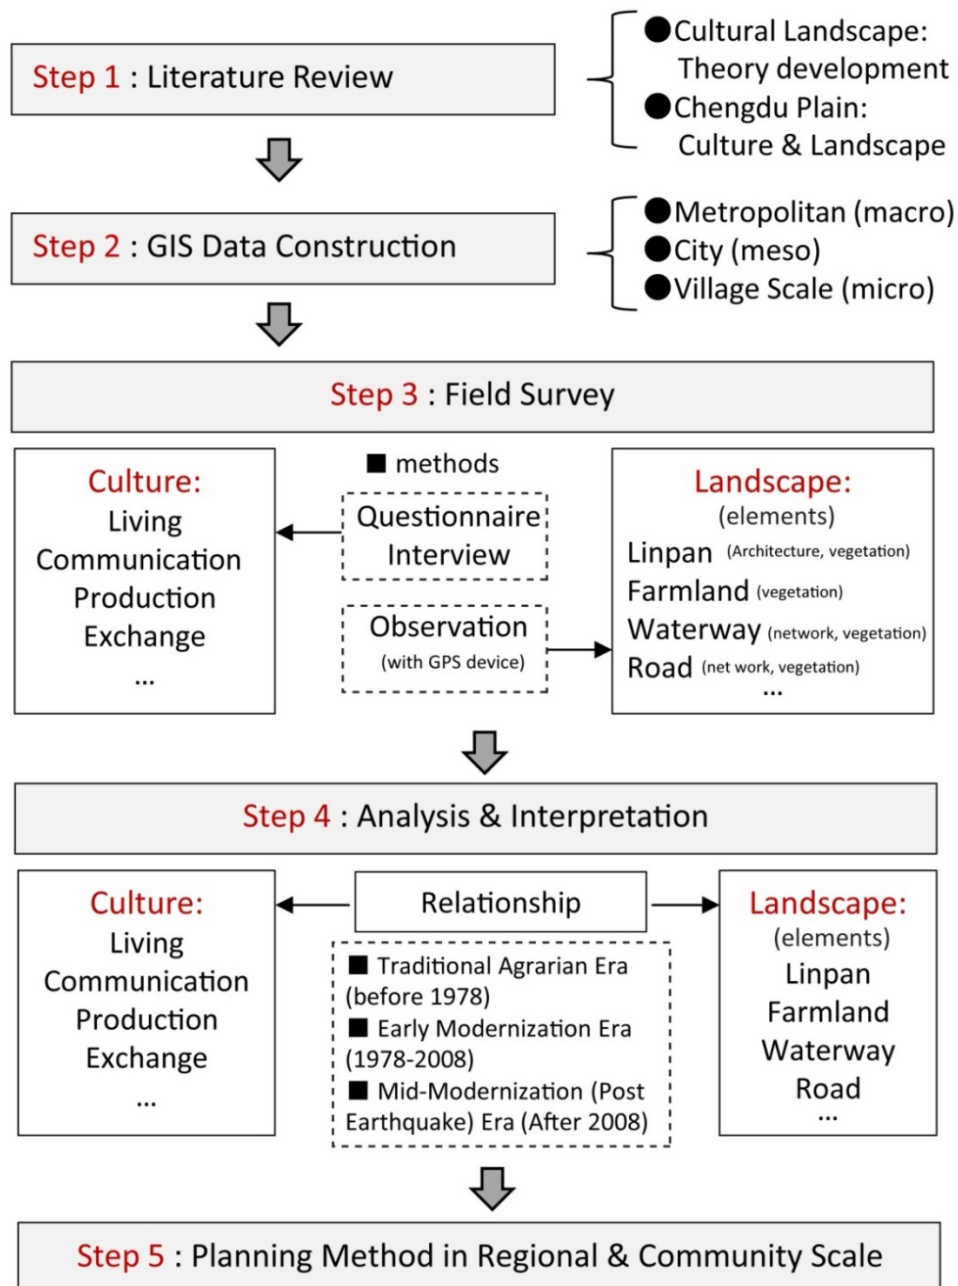 Step 1 : Literature Review
●Cultural Landscape:
Theory development
●Chengdu Plain:
Culture & Landscape
Step 2 : GIS Data Construction
●Metropolitan (macro)
●City (meso)
●Village Scale (micro)
Step 3 : Field Survey
Culture:
Living
Communication
Production
Exchange
...
■ methods
Questionnaire
Interview
Observation
(with GPS device)
Landscape:
(elements)
Linpan (Architecture, vegetation)
Farmland (vegetation)
Waterway (network, vegetation)
Road (net work, vegetation)
...
Step 4 : Analysis & Interpretation
Culture:
Living
Communication
Production
Exchange
...
Relationship
■ Traditional Agrarian Era
(before 1978)
■ Early Modernization Era
(1978-2008)
■ Mid-Modernization (Post
Earthquake) Era (After 2008)
Landscape:
(elements)
Linpan
Farmland
Waterway
Road
...
Step 5 : Planning Method in Regional & Community Scale